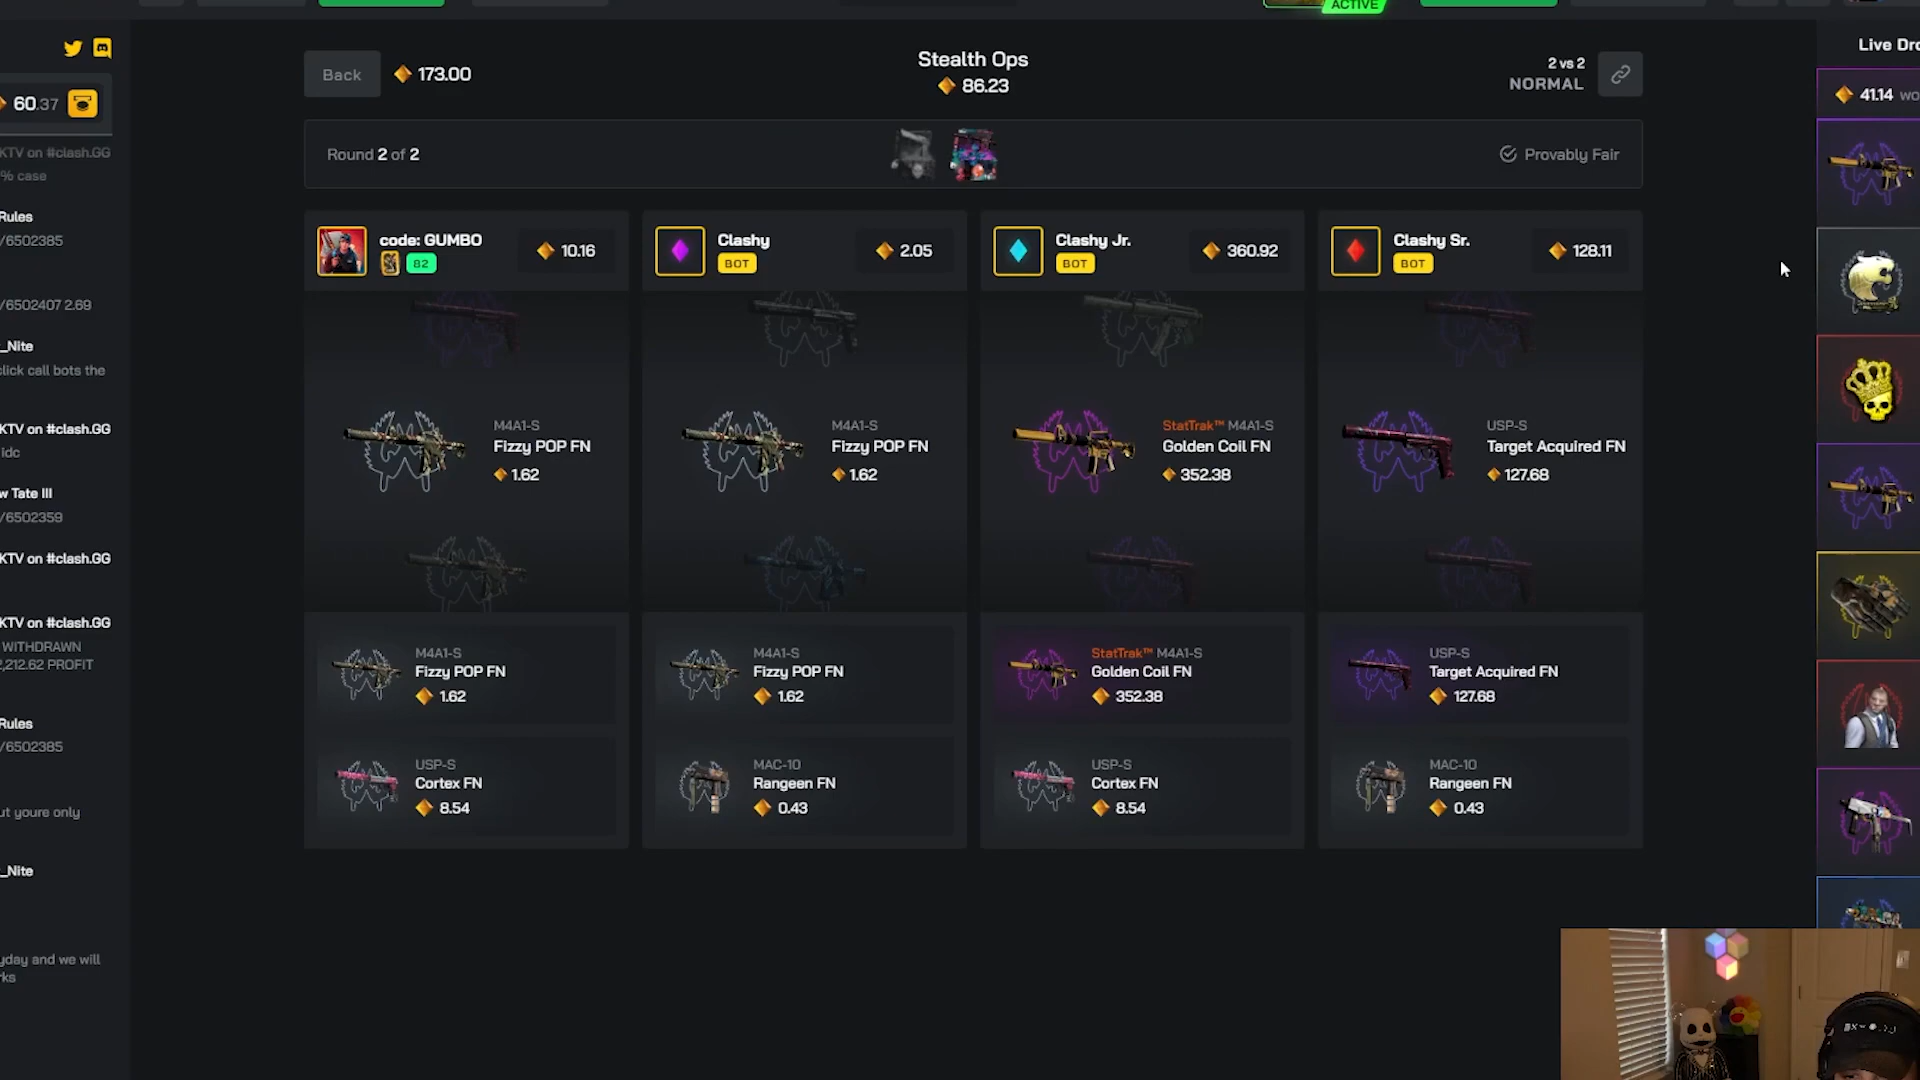 ACTIVE
Back
173.00
Stealth Ops
86.23
2 vs 2
NORMAL
Live Dro
60.37
41.14 wo
KTV on #clash.GG
% case
Round 2 of 2
Provably Fair
Rules
/6502385
/6502407 2.69
_Nite
click call bots the
KTV on #clash.GG
idc
w Tate III
/6502359
KTV on #clash.GG
KTV on #clash.GG
WITHDRAWN
2,212.62 PROFIT
Rules
/6502385
ut youre only
_Nite
yday and we will
rks
code: GUMBO
82
10.16
Clashy
BOT
2.05
Clashy Jr.
BOT
360.92
Clashy Sr.
BOT
128.11
M4A1-S
Fizzy POP FN
1.62
M4A1-S
Fizzy POP FN
1.62
StatTrak™ M4A1-S
Golden Coil FN
352.38
USP-S
Target Acquired FN
127.68
M4A1-S
Fizzy POP FN
1.62
M4A1-S
Fizzy POP FN
1.62
StatTrak™ M4A1-S
Golden Coil FN
352.38
USP-S
Target Acquired FN
127.68
USP-S
Cortex FN
8.54
MAC-10
Rangeen FN
0.43
USP-S
Cortex FN
8.54
MAC-10
Rangeen FN
0.43